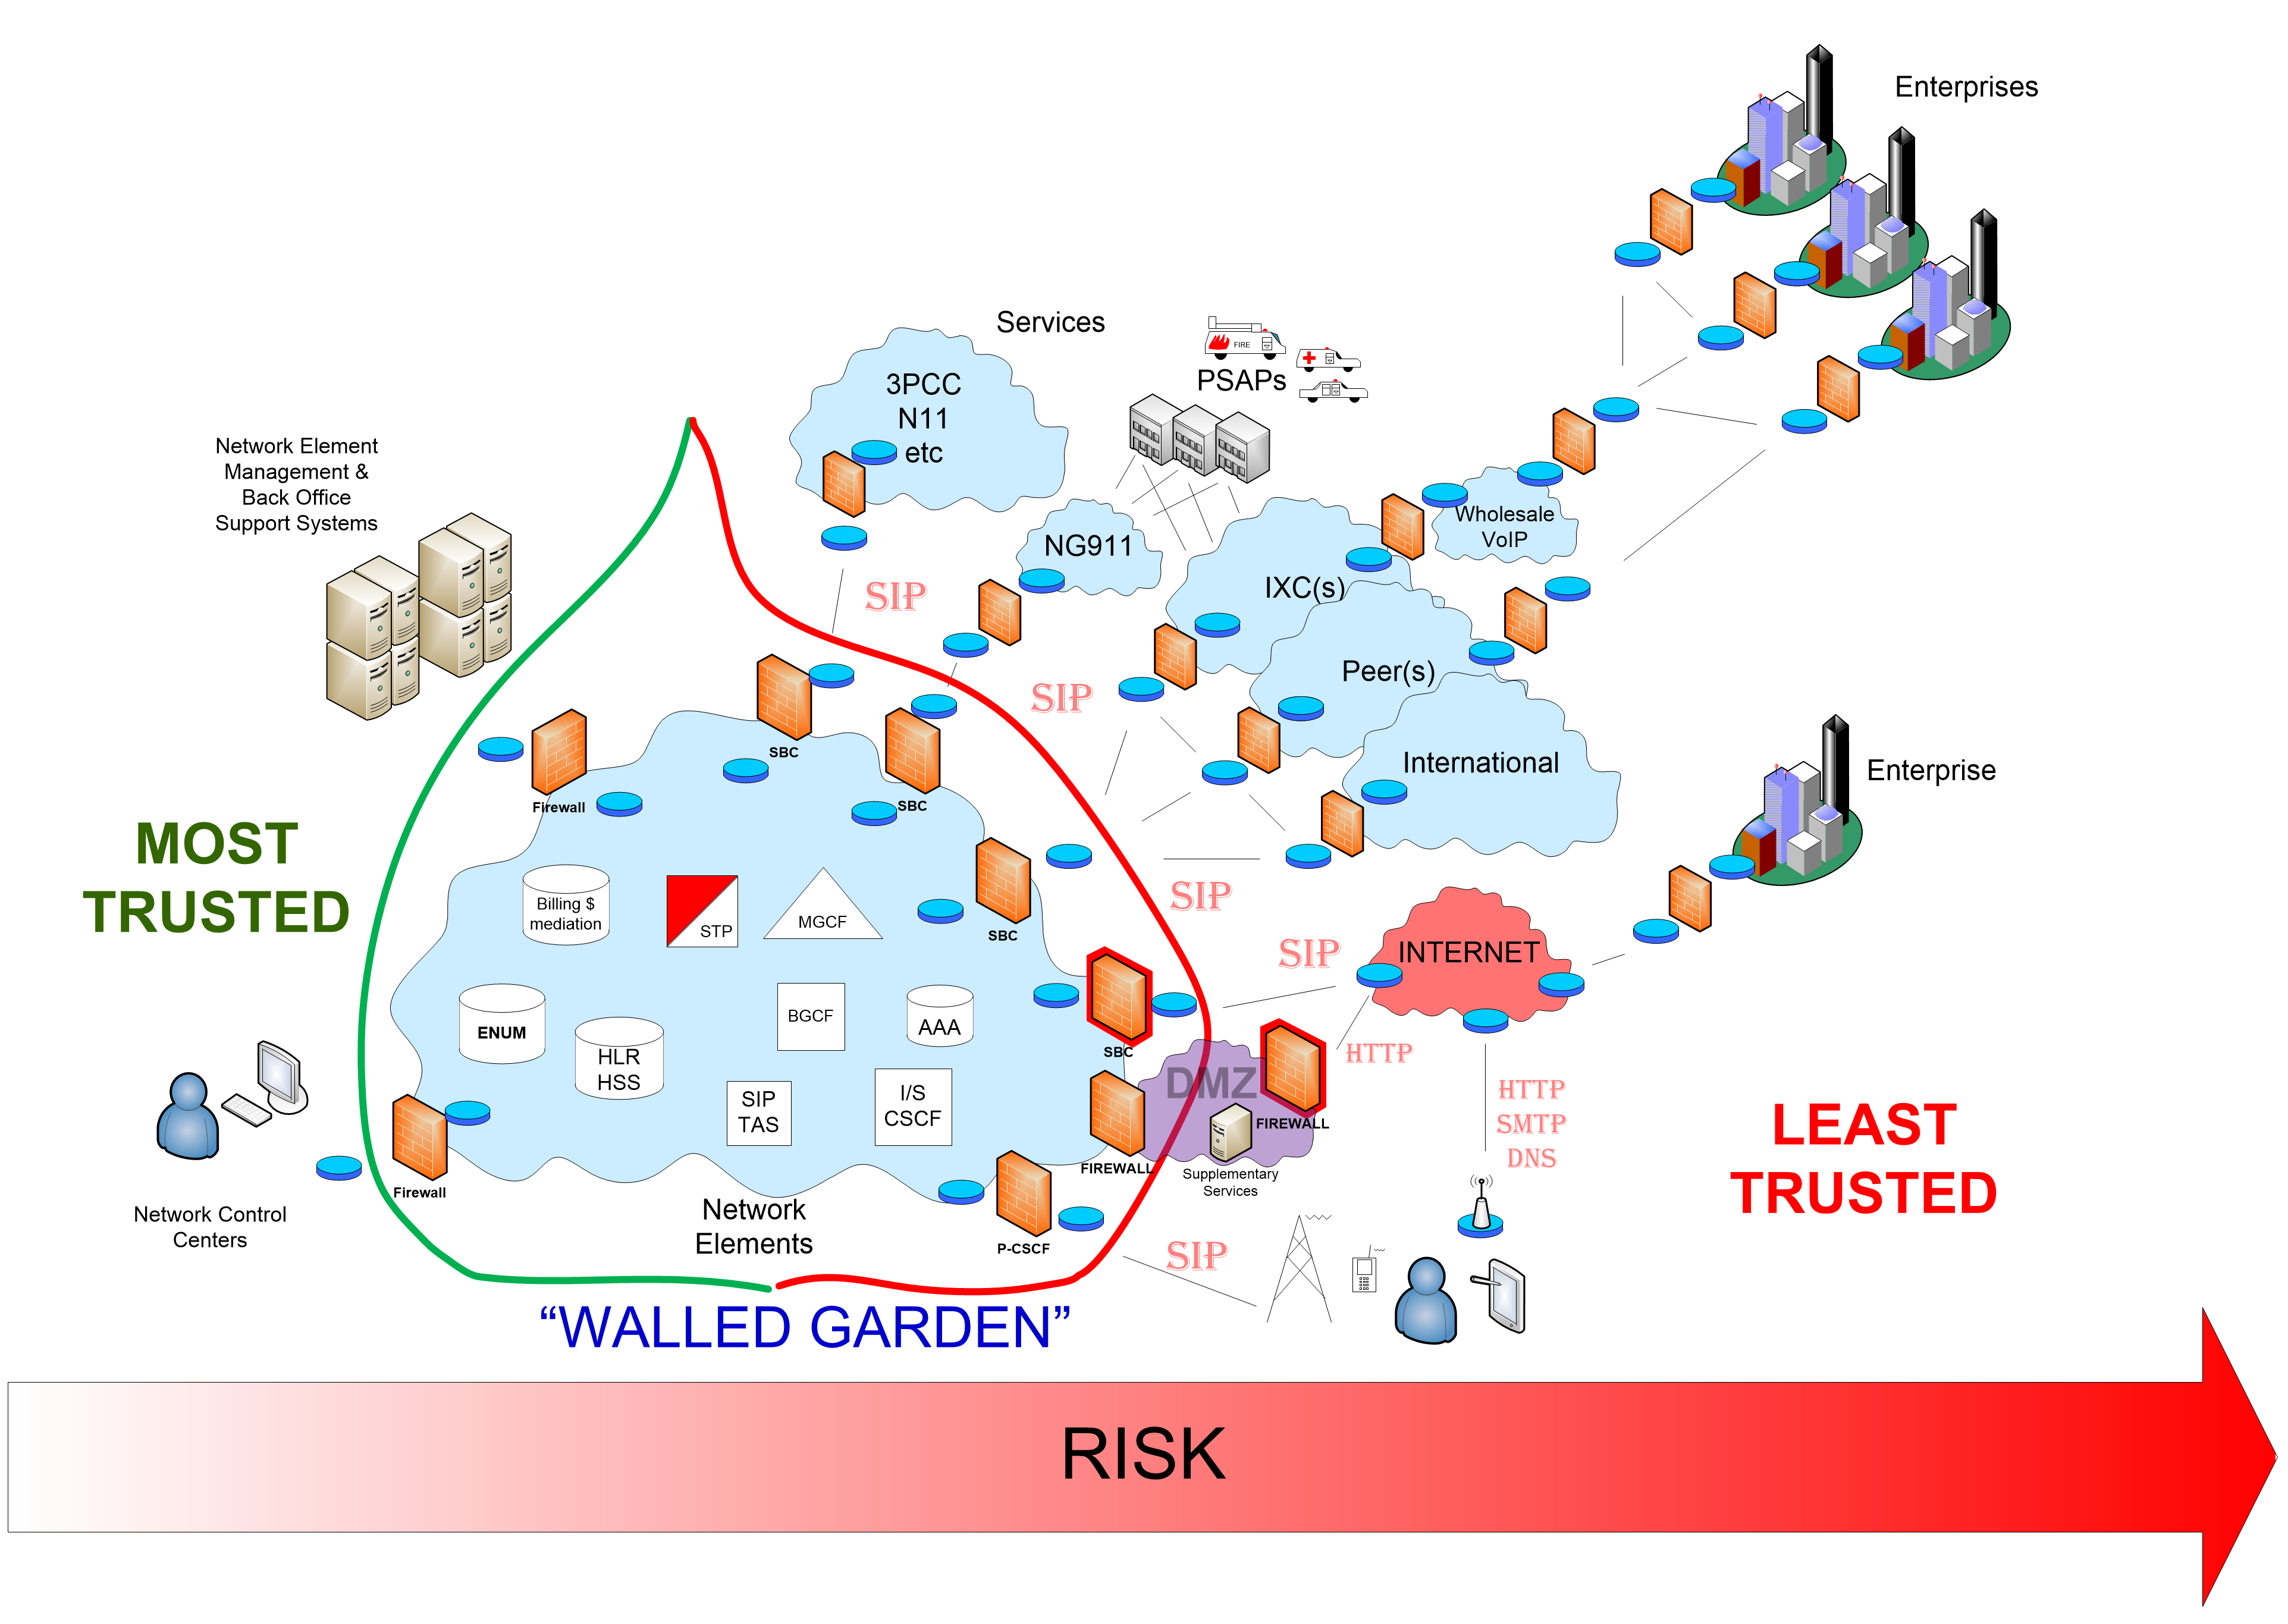 Enterprises
Services
FIRE
PSAPs
3PCC
N11
etc
Network Element
Management &
Back Office
Support Systems
Wholesale
VoIP
NG911
IXC(s)
SIP
Peer(s)
SIP
International
Enterprise
SBC
SBC
Firewall
MOST
TRUSTED
Billing $
mediation
STP
MGCF
SBC
SIP
SIP
INTERNET
ENUM
BGCF
AAA
HLR
HSS
SBC
HTTP
DMZ
SIP
TAS
I/S
CSCF
HTTP
SMTP
DNS
LEAST
TRUSTED
FIREWALL
FIREWALL
Supplementary
Services
Firewall
Network Control
Centers
Network
Elements
P-CSCF
SIP
“WALLED GARDEN”
RISK